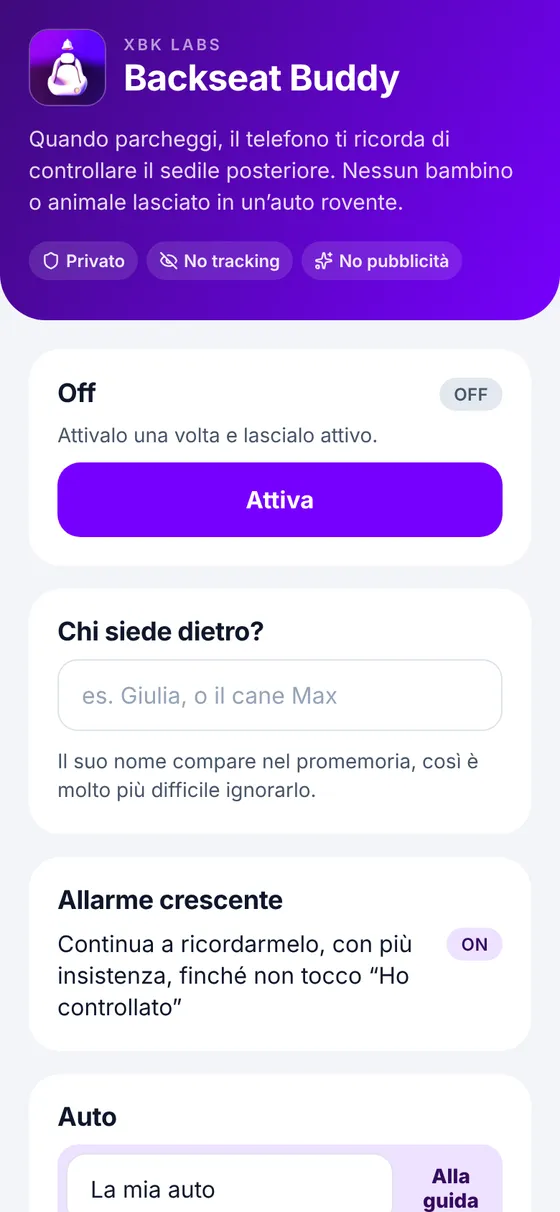 XBK LABS
Backseat Buddy
Quando parcheggi, il telefono ti ricorda di
controllare il sedile posteriore. Nessun bambino
o animale lasciato in un’auto rovente.
Privato
No tracking
No pubblicità
Off
OFF
Attivalo una volta e lascialo attivo.
Attiva
Chi siede dietro?
es. Giulia, o il cane Max
Il suo nome compare nel promemoria, così è
molto più difficile ignorarlo.
Allarme crescente
Continua a ricordarmelo, con più
insistenza, finché non tocco “Ho
controllato”
ON
Auto
La mia auto
Alla
guida